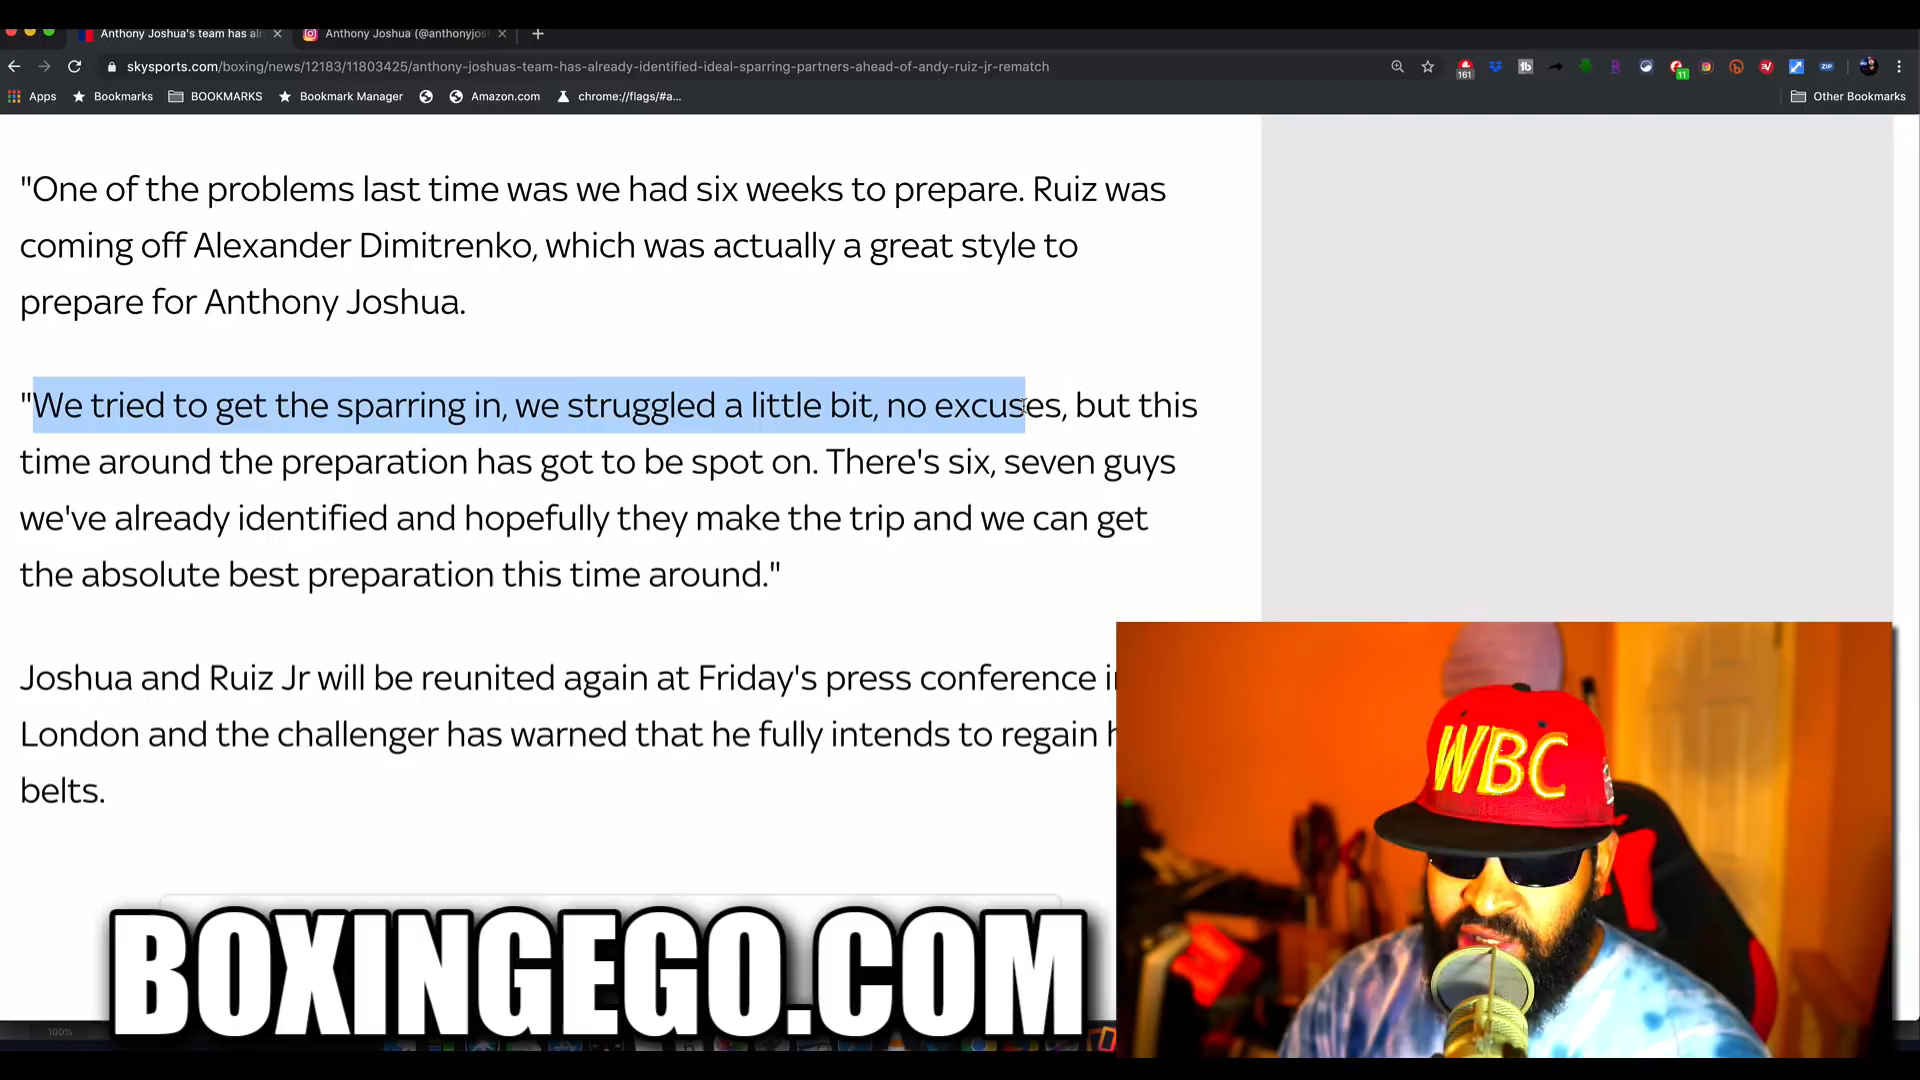 Anthony Joshua's team has al
Anthony Joshua (@anthonyjos
skysports.com/boxing/news/12183/11803425/anthony-joshuas-team-has-already-identified-ideal-sparring-partners-ahead-of-andy-ruiz-jr-rematch
161
11
ZIP
Apps
Bookmarks
BOOKMARKS
Bookmark Manager
Amazon.com
chrome://flags/#a...
Other Bookmarks
"One of the problems last time was we had six weeks to prepare. Ruiz was
coming off Alexander Dimitrenko, which was actually a great style to
prepare for Anthony Joshua.
"We tried to get the sparring in, we struggled a little bit, no excuses, but this
time around the preparation has got to be spot on. There's six, seven guys
we've already identified and hopefully they make the trip and we can get
the absolute best preparation this time around."
Joshua and Ruiz Jr will be reunited again at Friday's press conference in
London and the challenger has warned that he fully intends to regain h
belts.
WBC
BOXINGEGO.COM
100%